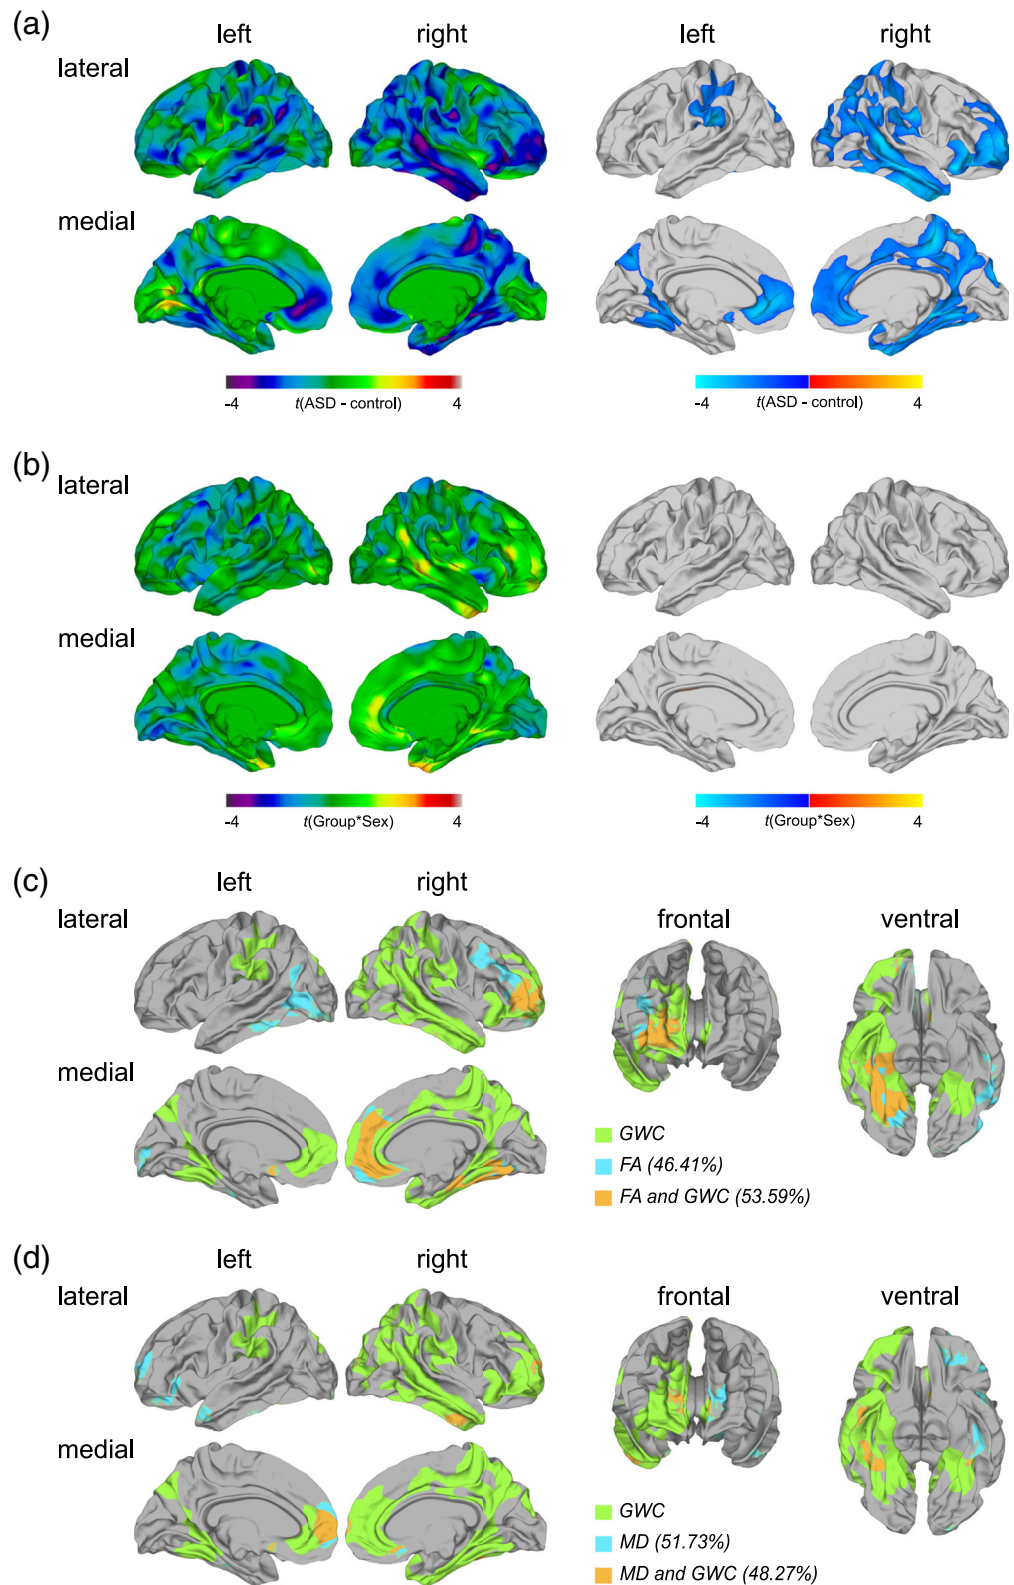 (a)
left right left right
lateral
medial
-4 t(ASD - control) 4
-4 t(ASD - control) 4
(b)
lateral
medial
-4 t(Group*Sex) 4
-4 t(Group*Sex) 4
(c)
left right
lateral
frontal ventral
medial
GWC
FA (46.41%)
FA and GWC (53.59%)
(d)
left right
lateral
frontal ventral
medial
GWC
MD (51.73%)
MD and GWC (48.27%)